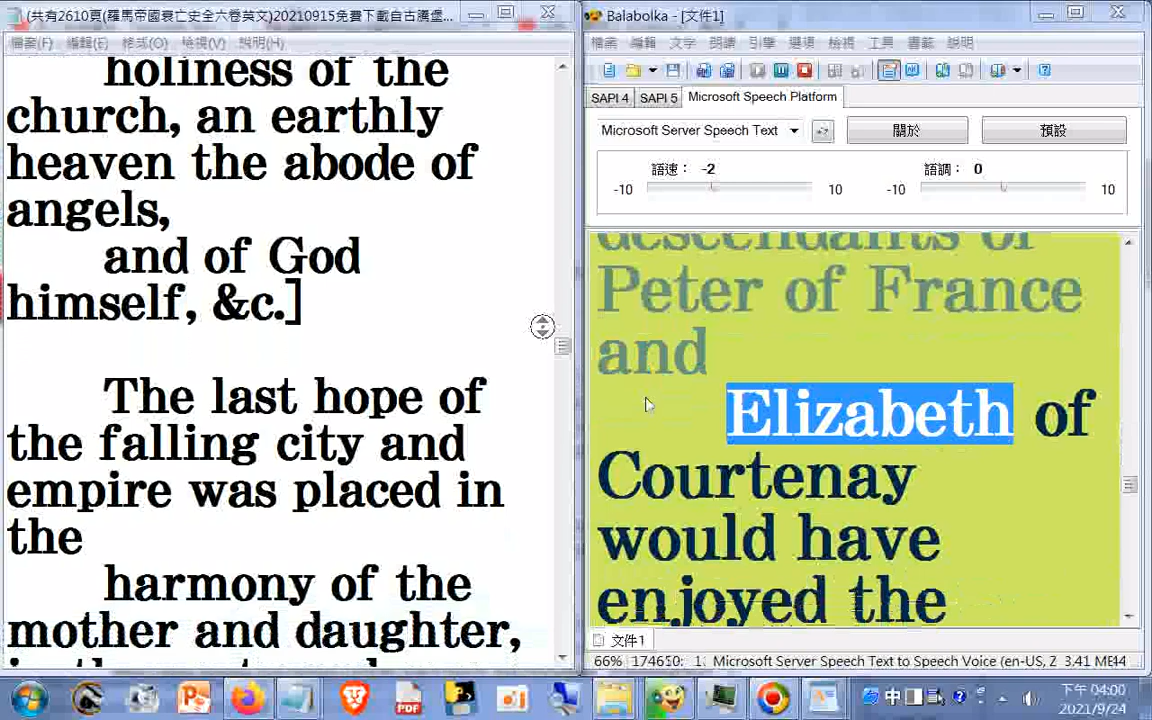 (共有2610頁(羅馬帝國衰亡史全六卷英文)20210915免費下載自古騰堡...
檔案(F) 編輯(E) 格式(O) 檢視(V) 說明(H)
holiness of the
church, an earthly
heaven the abode of
angels,
and of God
himself, &c.]
The last hope of
the falling city and
empire was placed in
the
harmony of the
mother and daughter,
Balabolka - [文件1]
檔案 編輯 文字 朗讀 引擎 選項 檢視 工具 書籤 說明
SAPI 4 SAPI 5 Microsoft Speech Platform
Microsoft Server Speech Text 關於 預設
語速： -2 語調： 0
-10 10 -10 10
descendants of
Peter of France
and
Elizabeth of
Courtenay
would have
enjoyed the
文件1
66% 174650: 1: Microsoft Server Speech Text to Speech Voice (en-US, Z 3.41 ME44
中 下午 04:00
2021/9/24